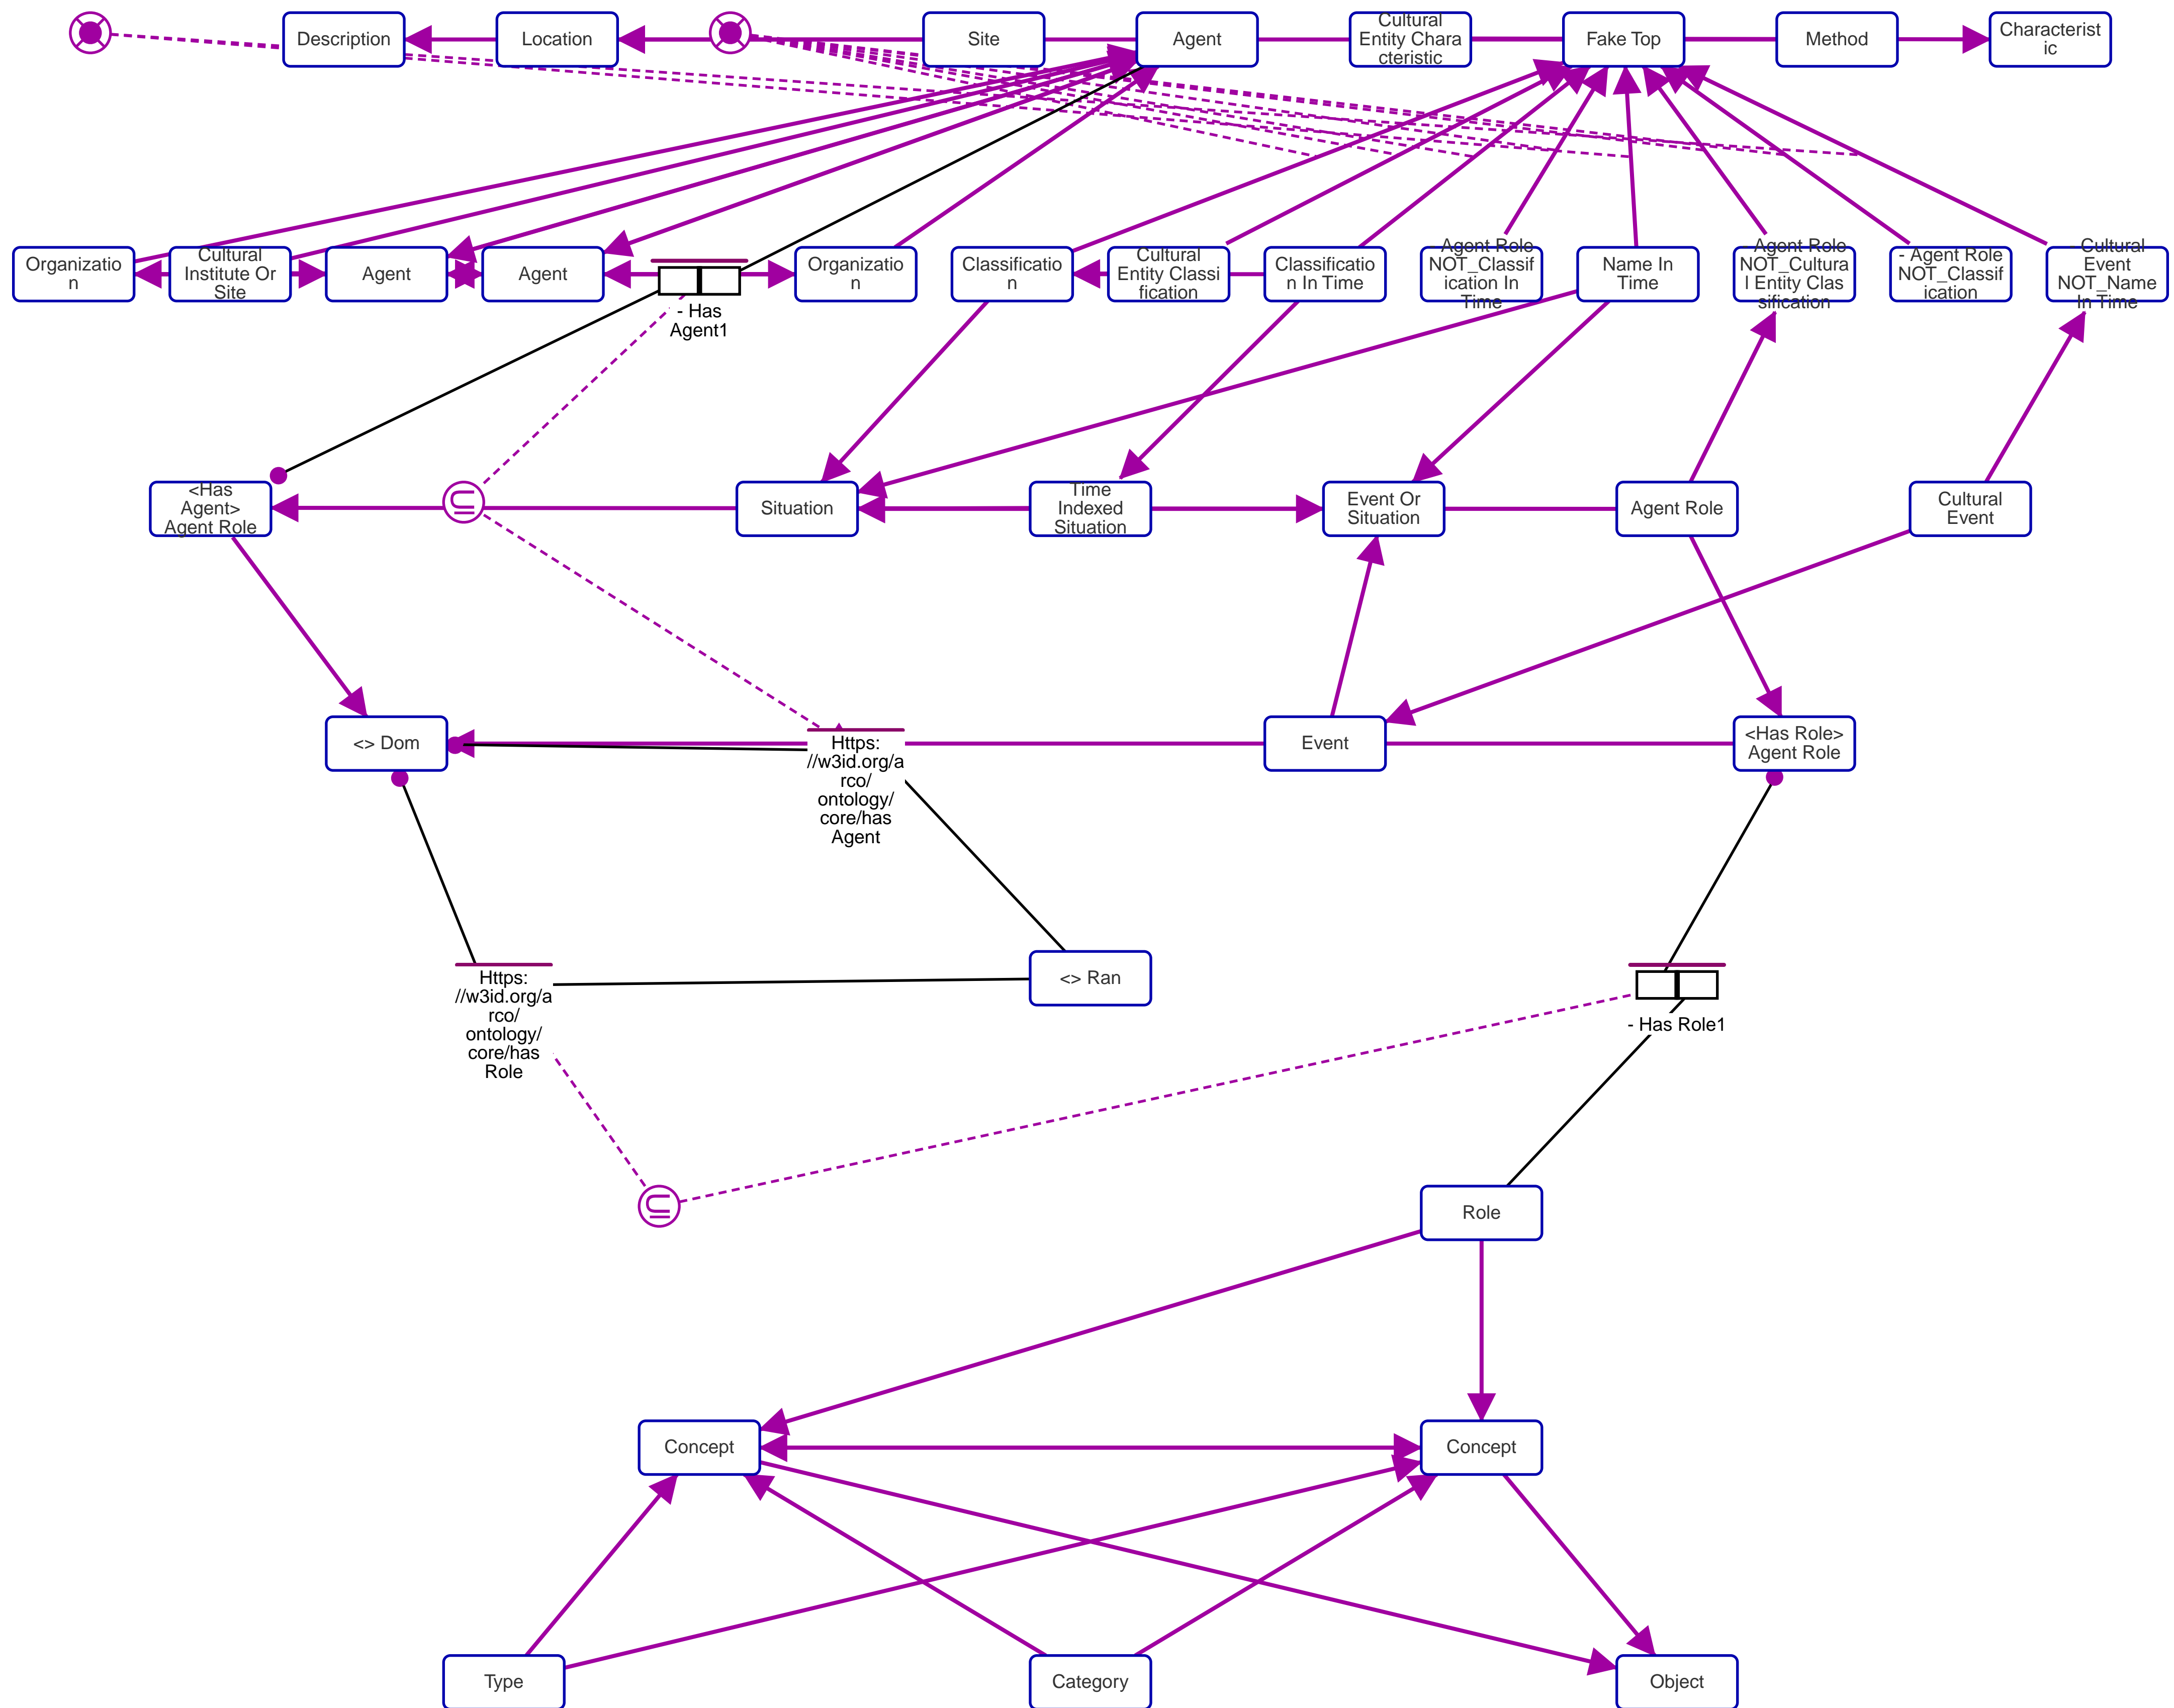 Description
Location
Site
Agent
Cultural
Entity Chara
cteristic
Fake Top
Method
Characterist
ic
Organizatio
n
Cultural
Institute Or
Site
Agent
Agent
- Has
Agent1
Organizatio
n
Classificatio
n
Cultural
Entity Classi
fication
Classificatio
n In Time
- Agent Role
NOT_Classif
ication In
Time
Name In
Time
- Agent Role
NOT_Cultura
l Entity Clas
sification
- Agent Role
NOT_Classif
ication
- Cultural
Event
NOT_Name
In Time
<Has
Agent>
Agent Role
Situation
Time
Indexed
Situation
Event Or
Situation
Agent Role
Cultural
Event
<> Dom
Https:
//w3id.org/a
rco/
ontology/
core/has
Agent
Event
<Has Role>
Agent Role
Https:
//w3id.org/a
rco/
ontology/
core/has
Role
<> Ran
- Has Role1
Role
Concept
Concept
Type
Category
Object